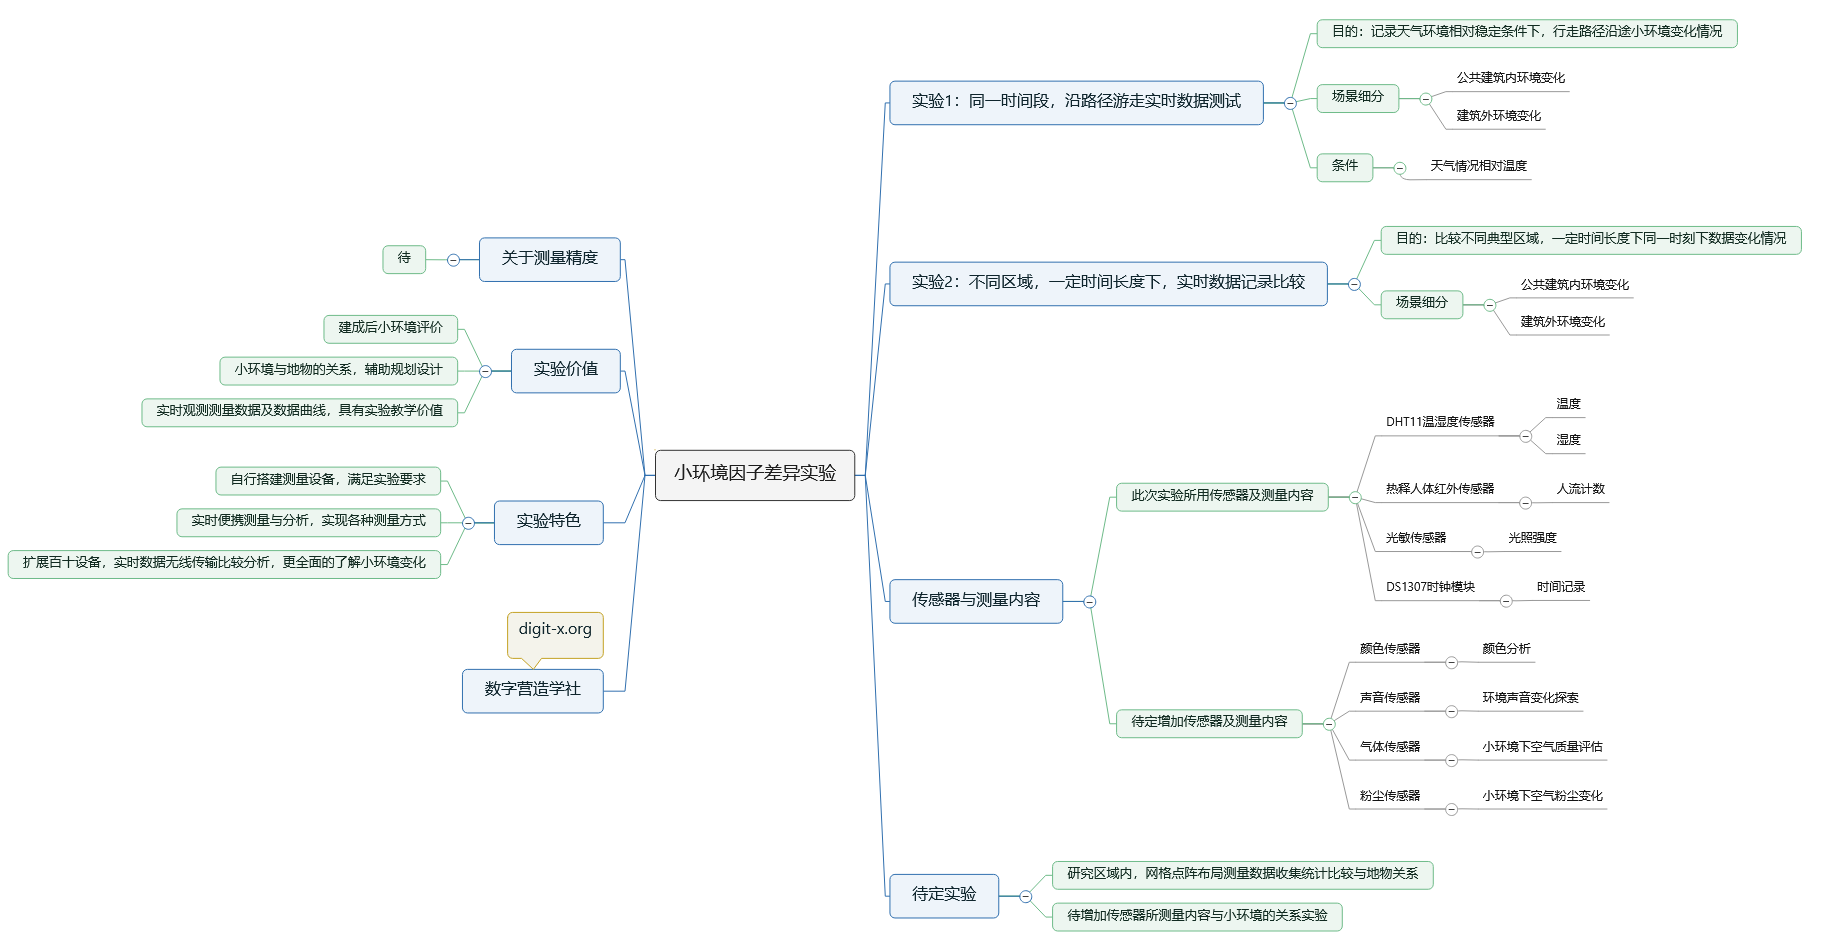 小环境因子差异实验
实验1：同一时间段，沿路径游走实时数据测试
目的：记录天气环境相对稳定条件下，行走路径沿途小环境变化情况
场景细分
公共建筑内环境变化
建筑外环境变化
条件
天气情况相对温度
实验2：不同区域，一定时间长度下，实时数据记录比较
目的：比较不同典型区域，一定时间长度下同一时刻下数据变化情况
场景细分
公共建筑内环境变化
建筑外环境变化
传感器与测量内容
此次实验所用传感器及测量内容
DHT11温湿度传感器
温度
湿度
热释人体红外传感器
人流计数
光敏传感器
光照强度
DS1307时钟模块
时间记录
待定增加传感器及测量内容
颜色传感器
颜色分析
声音传感器
环境声音变化探索
气体传感器
小环境下空气质量评估
粉尘传感器
小环境下空气粉尘变化
待定实验
研究区域内，网格点阵布局测量数据收集统计比较与地物关系
待增加传感器所测量内容与小环境的关系实验
关于测量精度
待
实验价值
建成后小环境评价
小环境与地物的关系，辅助规划设计
实时观测测量数据及数据曲线，具有实验教学价值
实验特色
自行搭建测量设备，满足实验要求
实时便携测量与分析，实现各种测量方式
扩展百十设备，实时数据无线传输比较分析，更全面的了解小环境变化
digit-x.org
数字营造学社